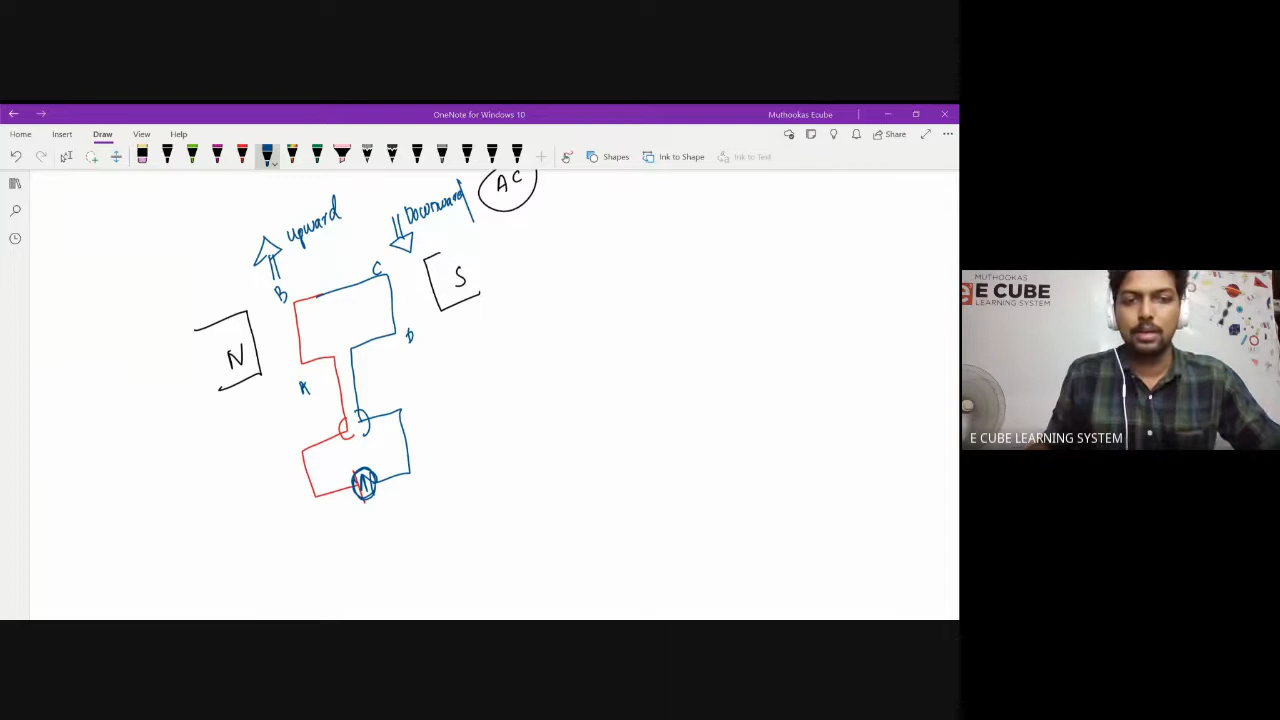 OneNote for Windows 10
Muthookas Ecube
Home Insert Draw View Help
Share
Shapes
Ink to Shape
Ink to Text
AC
upward
Downward
C
B
S
D
N
A
MUTHOOKAS
E CUBE
LEARNING SYSTEM
E CUBE LEARNING SYSTEM